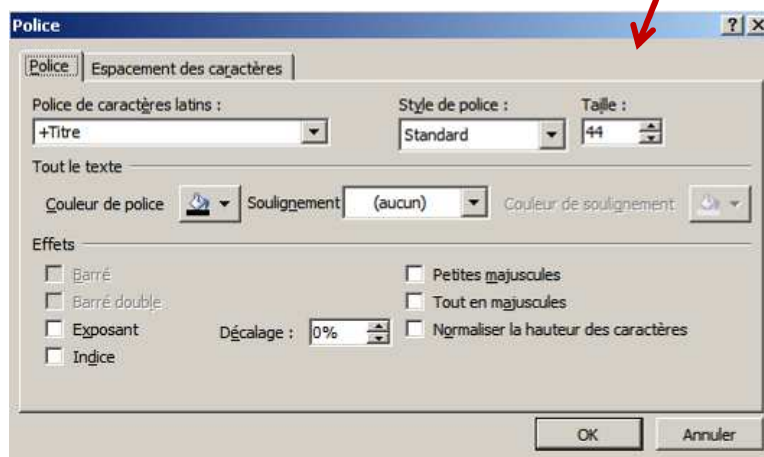 Police
Police Espacement des caractères
Police de caractères latins : Style de police : Taille :
+Titre Standard 44
Tout le texte
Couleur de police Soulignement (aucun) Couleur de soulignement
Effets
Barré Petites majuscules
Barré double Tout en majuscules
Exposant Décalage : 0% Normaliser la hauteur des caractères
Indice
OK Annuler